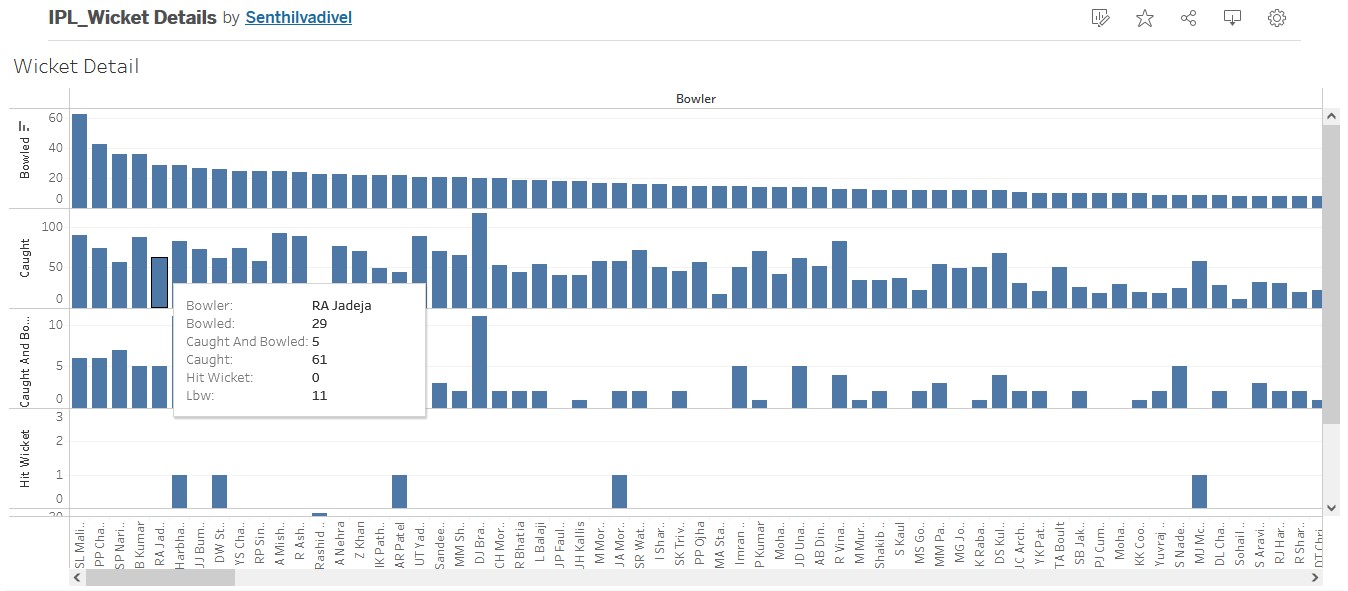 IPL_Wicket Details by Senthilvadivel
Wicket Detail
Bowler
Bowled
60
40
20
0
Caught
100
50
0
Caught And Bo...
10
5
0
Hit Wicket
3
2
1
0
Bowler: RA Jadeja
Bowled: 29
Caught And Bowled: 5
Caught: 61
Hit Wicket: 0
Lbw: 11
SL Mali..
PP Cha..
SP Nari..
B Kumar
RA Jad..
Harbha..
JJ Bum..
DW St..
YS Cha..
RP Sin..
A Mish..
R Ash..
Rashid ..
A Nehra
Z Khan
IK Path..
AR Patel
UT Yad..
Sandee..
MM Sh..
DJ Bra..
CH Mor..
R Bhatia
L Balaji
JP Faul..
JH Kallis
M Mor..
JA Mor..
SR Wat..
I Shar..
SK Triv..
PP Ojha
MA Sta..
Imran ..
P Kumar
Moha..
JD Una..
AB Din..
R Vina..
M Mur..
Shakib ..
S Kaul
MS Go..
MM Pa..
MG Jo..
K Raba..
DS Kul..
JC Arch..
YK Pat..
TA Boult
SB Jak..
PJ Cum..
Moha..
KK Coo..
Yuvraj ..
S Nade..
MJ Mc..
DL Cha..
Sohail ..
S Aravi..
RJ Har..
R Shar..